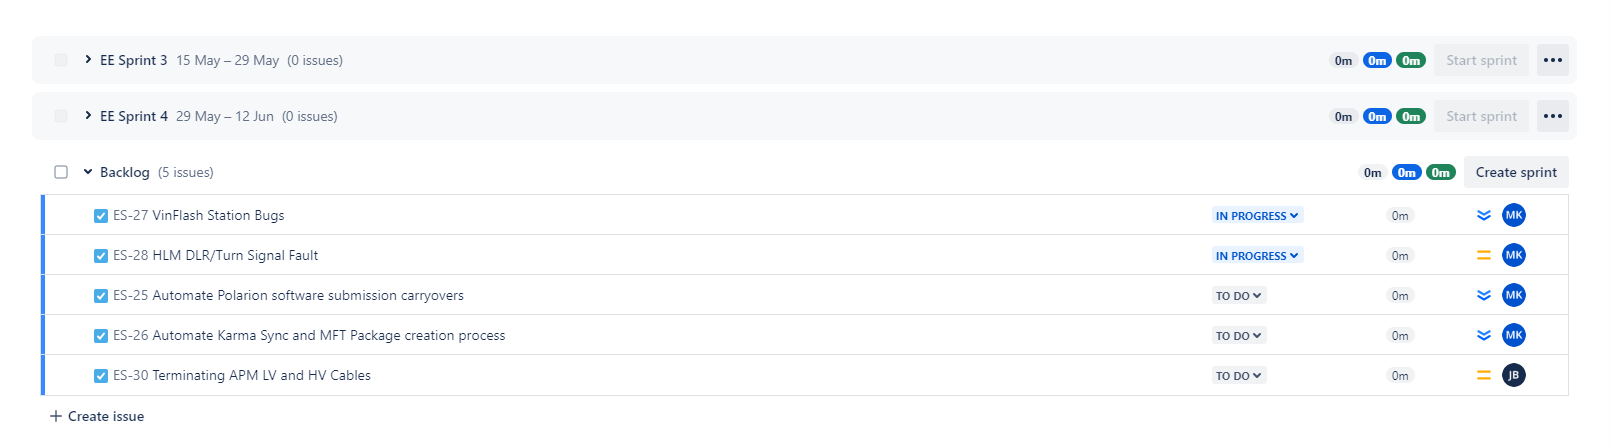 EE Sprint 3 15 May – 29 May (0 issues) 0m 0m 0m Start sprint
EE Sprint 4 29 May – 12 Jun (0 issues) 0m 0m 0m Start sprint
Backlog (5 issues) 0m 0m 0m Create sprint
ES-27 VinFlash Station Bugs IN PROGRESS 0m MK
ES-28 HLM DLR/Turn Signal Fault IN PROGRESS 0m MK
ES-25 Automate Polarion software submission carryovers TO DO 0m MK
ES-26 Automate Karma Sync and MFT Package creation process TO DO 0m MK
ES-30 Terminating APM LV and HV Cables TO DO 0m JB
+ Create issue